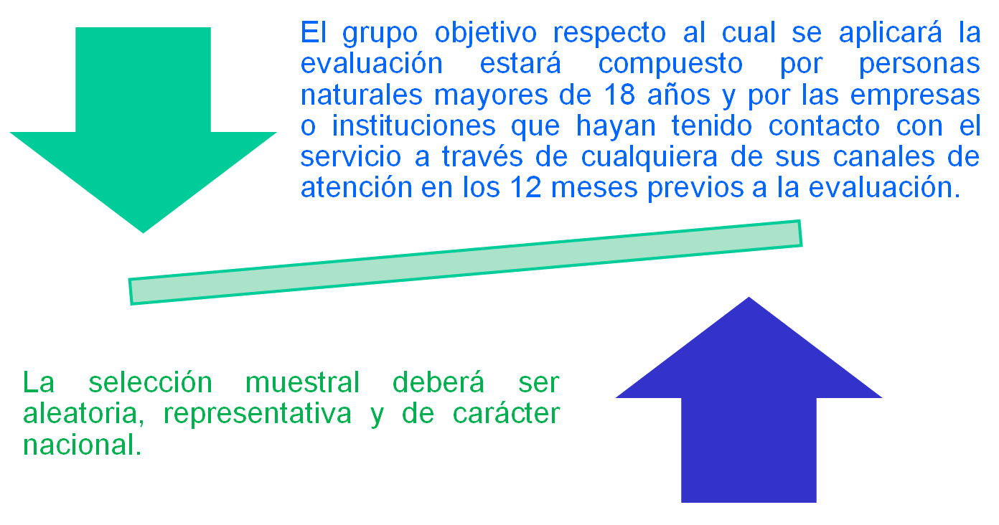 El grupo objetivo respecto al cual se aplicará la
evaluación estará compuesto por personas
naturales mayores de 18 años y por las empresas
o instituciones que hayan tenido contacto con el
servicio a través de cualquiera de sus canales de
atención en los 12 meses previos a la evaluación.
La selección muestral deberá ser
aleatoria, representativa y de carácter
nacional.